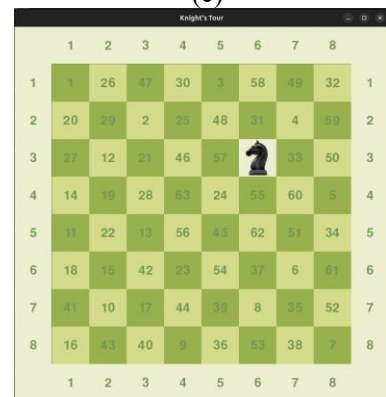 Knight's Tour
1 2 3 4 5 6 7 8
1 1 26 47 30 3 58 49 32 1
2 20 29 2 25 48 31 4 59 2
3 27 12 21 46 57 33 50 3
4 14 19 28 63 24 55 60 5 4
5 11 22 13 56 45 62 51 34 5
6 18 15 42 23 54 37 6 61 6
7 41 10 17 44 39 8 35 52 7
8 16 43 40 9 36 53 38 7 8
1 2 3 4 5 6 7 8